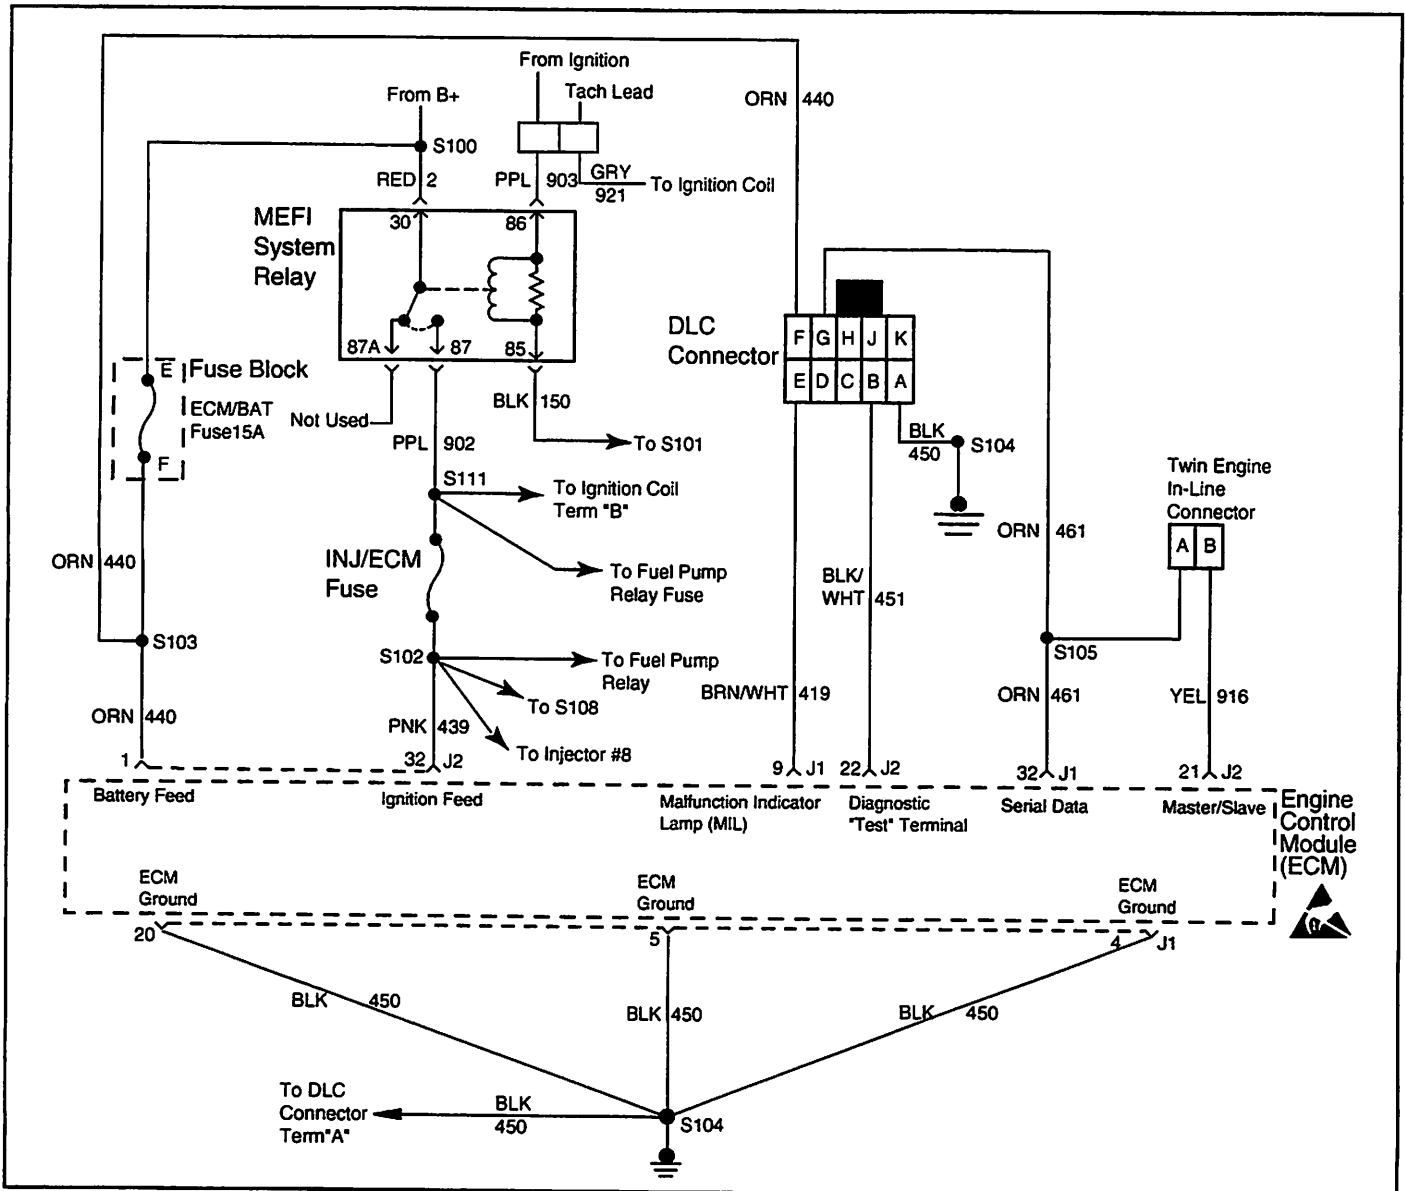 From Ignition
Tach Lead
From B+
ORN 440
S100
RED 2
PPL 903
GRY
921
To Ignition Coil
MEFI
System
Relay
30
86
87A
87
85
DLC
Connector
F G H J K
E D C B A
E
Fuse Block
ECM/BAT
Fuse15A
F
Not Used
BLK 150
To S101
PPL 902
BLK
450
S104
Twin Engine
In-Line
Connector
A B
S111
To Ignition Coil
Term "B"
INJ/ECM
Fuse
To Fuel Pump
Relay Fuse
ORN 440
ORN 461
BLK/
WHT 451
S103
S102
To Fuel Pump
Relay
To S108
To Injector #8
S105
BRN/WHT 419
ORN 461
YEL 916
ORN 440
PNK 439
1
32 J2
9 J1
22 J2
32 J1
21 J2
Battery Feed
Ignition Feed
Malfunction Indicator
Lamp (MIL)
Diagnostic
"Test" Terminal
Serial Data
Master/Slave
Engine
Control
Module
(ECM)
ECM
Ground
ECM
Ground
ECM
Ground
20
5
4 J1
BLK 450
BLK 450
BLK 450
To DLC
Connector
Term"A"
BLK
450
S104